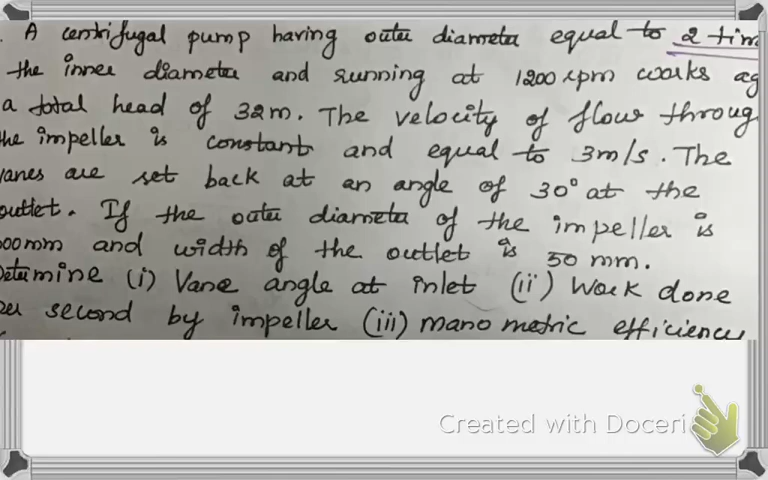 . A centrifugal pump having outer diameter equal to 2 tim
the inner diameter and running at 1200 rpm works ag
a total head of 32m. The velocity of flow throug
he impeller is constant and equal to 3m/s. The
vanes are set back at an angle of 30° at the
outlet. If the outer diameter of the impeller is
00mm and width of the outlet is 50 mm.
Determine (i) Vane angle at inlet (ii) Work done
per second by impeller (iii) mano metric efficiency
Created with Doceri